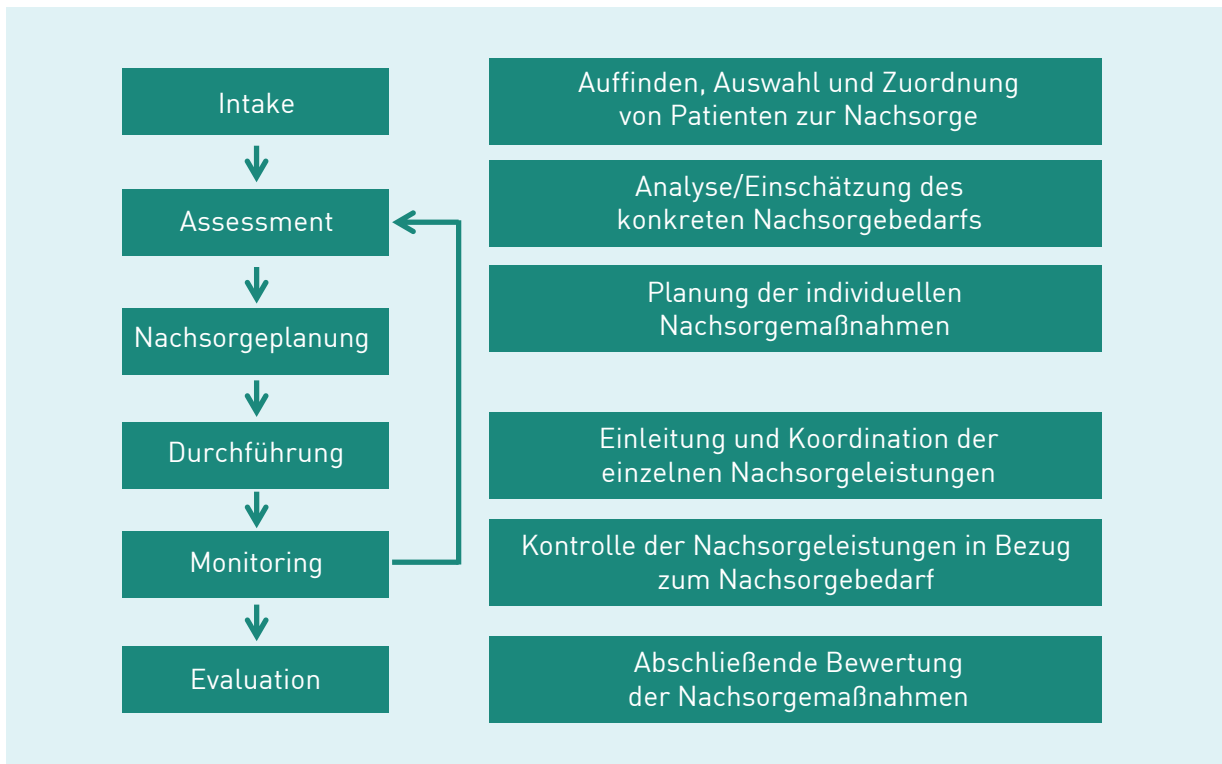 Intake
Auffinden, Auswahl und Zuordnung
von Patienten zur Nachsorge
Assessment
Analyse/Einschätzung des
konkreten Nachsorgebedarfs
Nachsorgeplanung
Planung der individuellen
Nachsorgemaßnahmen
Durchführung
Einleitung und Koordination der
einzelnen Nachsorgeleistungen
Monitoring
Kontrolle der Nachsorgeleistungen in Bezug
zum Nachsorgebedarf
Evaluation
Abschließende Bewertung
der Nachsorgemaßnahmen